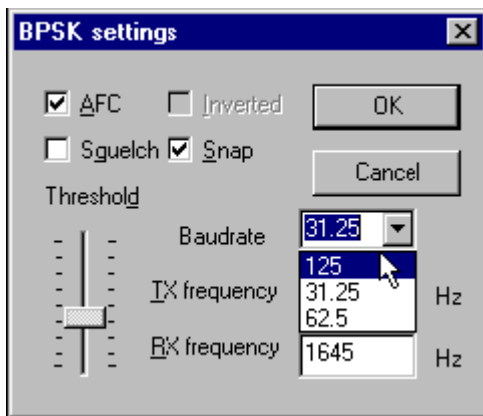 BPSK settings
AFC Inverted OK
Sguelch Snap
Cancel
Threshold
Baudrate 31.25
125
TX frequency 31.25 Hz
62.5
RX frequency 1645 Hz